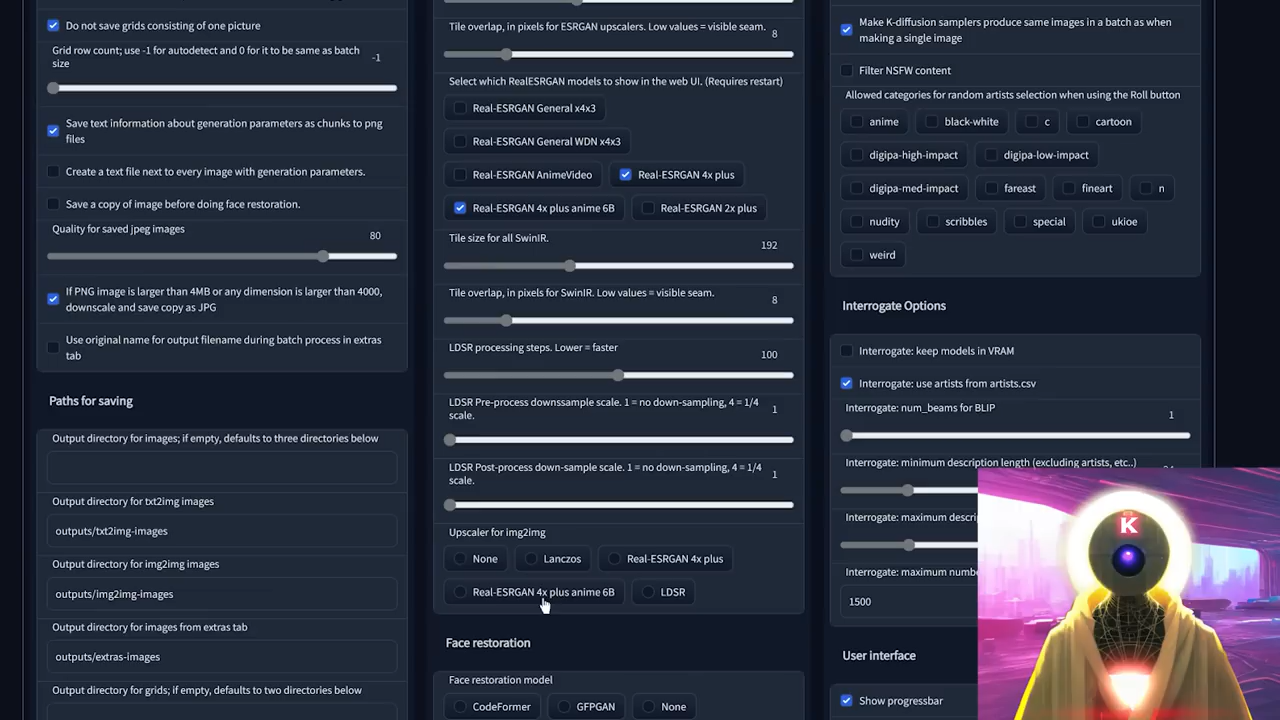 Do not save grids consisting of one picture
Grid row count; use -1 for autodetect and 0 for it to be same as batch
size
-1
Save text information about generation parameters as chunks to png
files
Create a text file next to every image with generation parameters.
Save a copy of image before doing face restoration.
Quality for saved jpeg images
80
If PNG image is larger than 4MB or any dimension is larger than 4000,
downscale and save copy as JPG
Use original name for output filename during batch process in extras
tab
Paths for saving
Output directory for images; if empty, defaults to three directories below
Output directory for txt2img images
outputs/txt2img-images
Output directory for img2img images
outputs/img2img-images
Output directory for images from extras tab
outputs/extras-images
Output directory for grids; if empty, defaults to two directories below
Tile overlap, in pixels for ESRGAN upscalers. Low values = visible seam.
8
Select which RealESRGAN models to show in the web UI. (Requires restart)
Real-ESRGAN General x4x3
Real-ESRGAN General WDN x4x3
Real-ESRGAN AnimeVideo
Real-ESRGAN 4x plus
Real-ESRGAN 4x plus anime 6B
Real-ESRGAN 2x plus
Tile size for all SwinIR.
192
Tile overlap, in pixels for SwinIR. Low values = visible seam.
8
LDSR processing steps. Lower = faster
100
LDSR Pre-process downssample scale. 1 = no down-sampling, 4 = 1/4
scale.
1
LDSR Post-process down-sample scale. 1 = no down-sampling, 4 = 1/4
scale.
1
Upscaler for img2img
None
Lanczos
Real-ESRGAN 4x plus
Real-ESRGAN 4x plus anime 6B
LDSR
Face restoration
Face restoration model
CodeFormer
GFPGAN
None
Make K-diffusion samplers produce same images in a batch as when
making a single image
Filter NSFW content
Allowed categories for random artists selection when using the Roll button
anime
black-white
c
cartoon
digipa-high-impact
digipa-low-impact
digipa-med-impact
fareast
fineart
n
nudity
scribbles
special
ukioe
weird
Interrogate Options
Interrogate: keep models in VRAM
Interrogate: use artists from artists.csv
Interrogate: num_beams for BLIP
1
Interrogate: minimum description length (excluding artists, etc..)
Interrogate: maximum
Interrogate: maximum
1500
User interface
Show progressbar
K